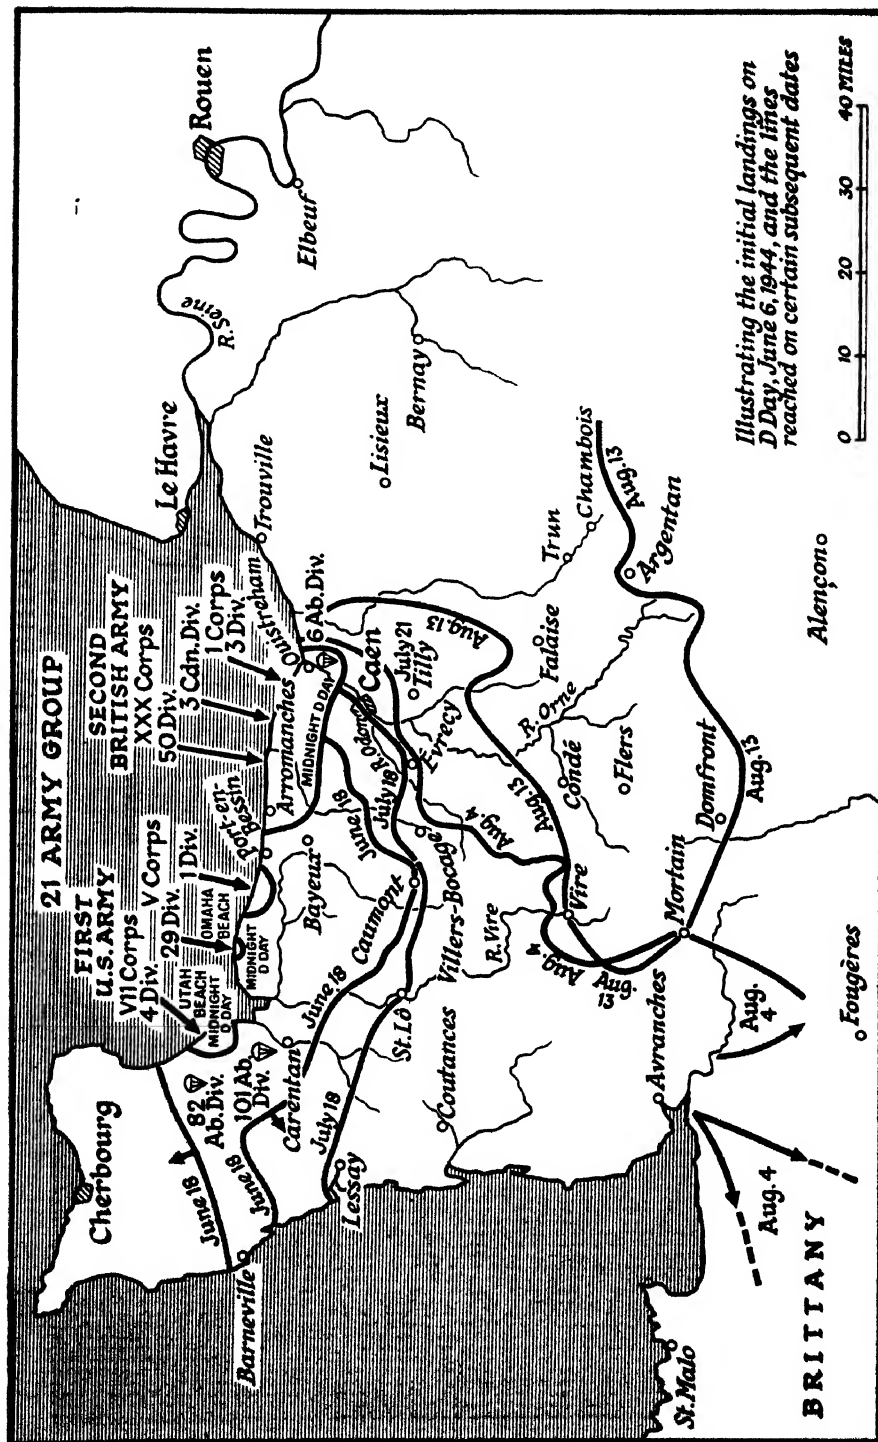 21 ARMY GROUP
FIRST
U.S. ARMY
VII Corps V Corps
4 Div. 29 Div. 1 Div.
UTAH
BEACH
OMAHA
BEACH
MIDNIGHT
D DAY
MIDNIGHT
D DAY
SECOND
BRITISH ARMY
XXX Corps
50 Div.
3 Cdn. Div.
1 Corps
3 Div.
MIDNIGHT D DAY
6 Ab. Div.
82
Ab. Div.
101 Ab.
Div.
Cherbourg
Barneville
Carentan
Lessay
St. Lô
Coutances
Port-en-
Bessin
Arromanches
Ouistreham
Bayeux
Caumont
Villers-Bocage
R. Vire
R. Odon
Caen
Evrecy
Tilly
Trouville
Le Havre
R. Seine
Rouen
Elbeuf
Lisieux
Bernay
Falaise
Trun
Chambois
Argentan
R. Orne
Condé
Flers
Vire
Mortain
Domfront
Avranches
Alençon
Fougères
St. Malo
BRITTANY
June 18
June 18
June 18
June 18
July 18
July 18
July 21
Aug. 4
Aug. 4
Aug. 4
Aug. 4
Aug. 13
Aug. 13
Aug.
13
Aug. 13
Aug. 13
Illustrating the initial landings on
D Day, June 6, 1944, and the lines
reached on certain subsequent dates
0 10 20 30 40 MILES